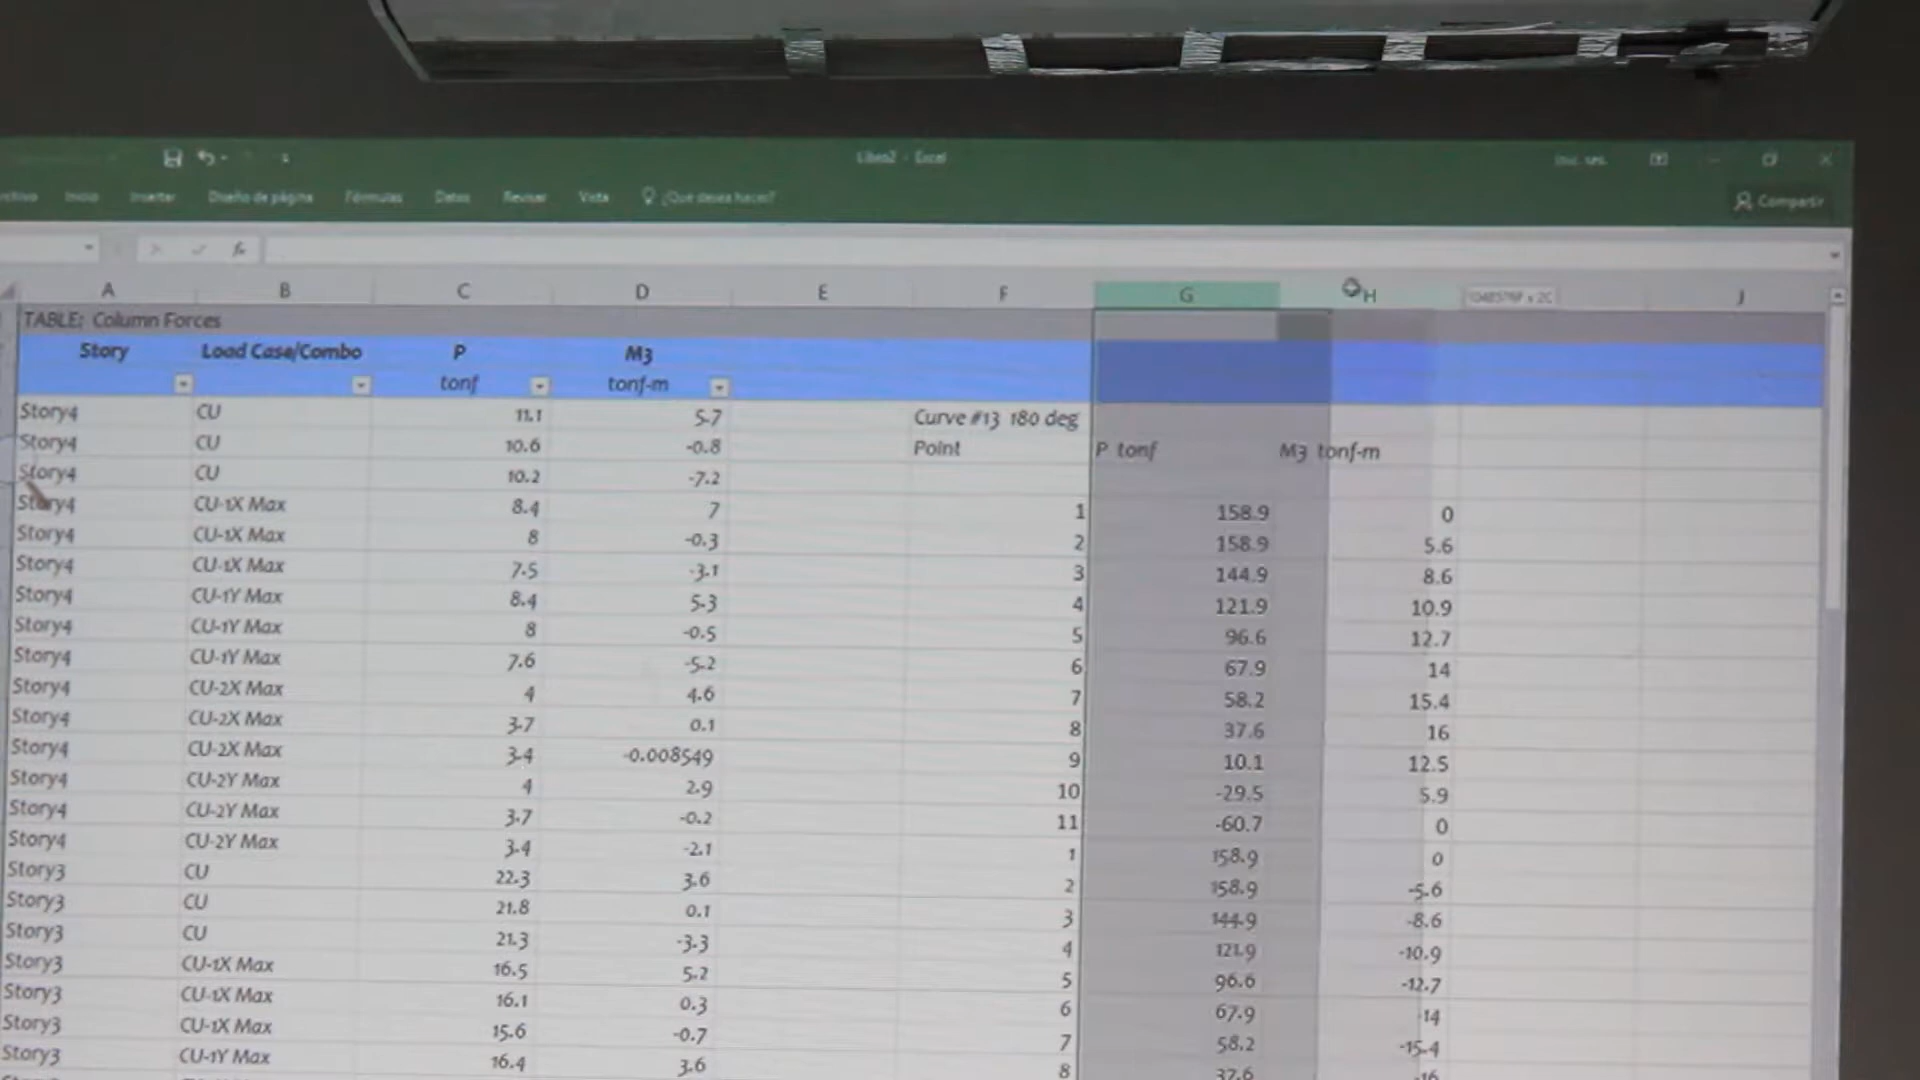 Libro2 - Excel
Inicio Insertar Diseño de página Fórmulas Datos Revisar Vista ¿Qué desea hacer? Compartir
fx
A B C D E F G H J
1048576F x 2C
TABLE: Column Forces
Story Load Case/Combo P M3
tonf tonf-m
Story4 CU 11.1 5.7 Curve #13 180 deg
Story4 CU 10.6 -0.8 Point P tonf M3 tonf-m
Story4 CU 10.2 -7.2
Story4 CU-1X Max 8.4 7 1 158.9 0
Story4 CU-1X Max 8 -0.3 2 158.9 5.6
Story4 CU-1X Max 7.5 -3.1 3 144.9 8.6
Story4 CU-1Y Max 8.4 5.3 4 121.9 10.9
Story4 CU-1Y Max 8 -0.5 5 96.6 12.7
Story4 CU-1Y Max 7.6 -5.2 6 67.9 14
Story4 CU-2X Max 4 4.6 7 58.2 15.4
Story4 CU-2X Max 3.7 0.1 8 37.6 16
Story4 CU-2X Max 3.4 -0.008549 9 10.1 12.5
Story4 CU-2Y Max 4 2.9 10 -29.5 5.9
Story4 CU-2Y Max 3.7 -0.2 11 -60.7 0
Story4 CU-2Y Max 3.4 -2.1 1 158.9 0
Story3 CU 22.3 3.6 2 158.9 -5.6
Story3 CU 21.8 0.1 3 144.9 -8.6
Story3 CU 21.3 -3.3 4 121.9 -10.9
Story3 CU-1X Max 16.5 5.2 5 96.6 -12.7
Story3 CU-1X Max 16.1 0.3 6 67.9 -14
Story3 CU-1X Max 15.6 -0.7 7 58.2 -15.4
Story3 CU-1Y Max 16.4 3.6 8 37.6 -16